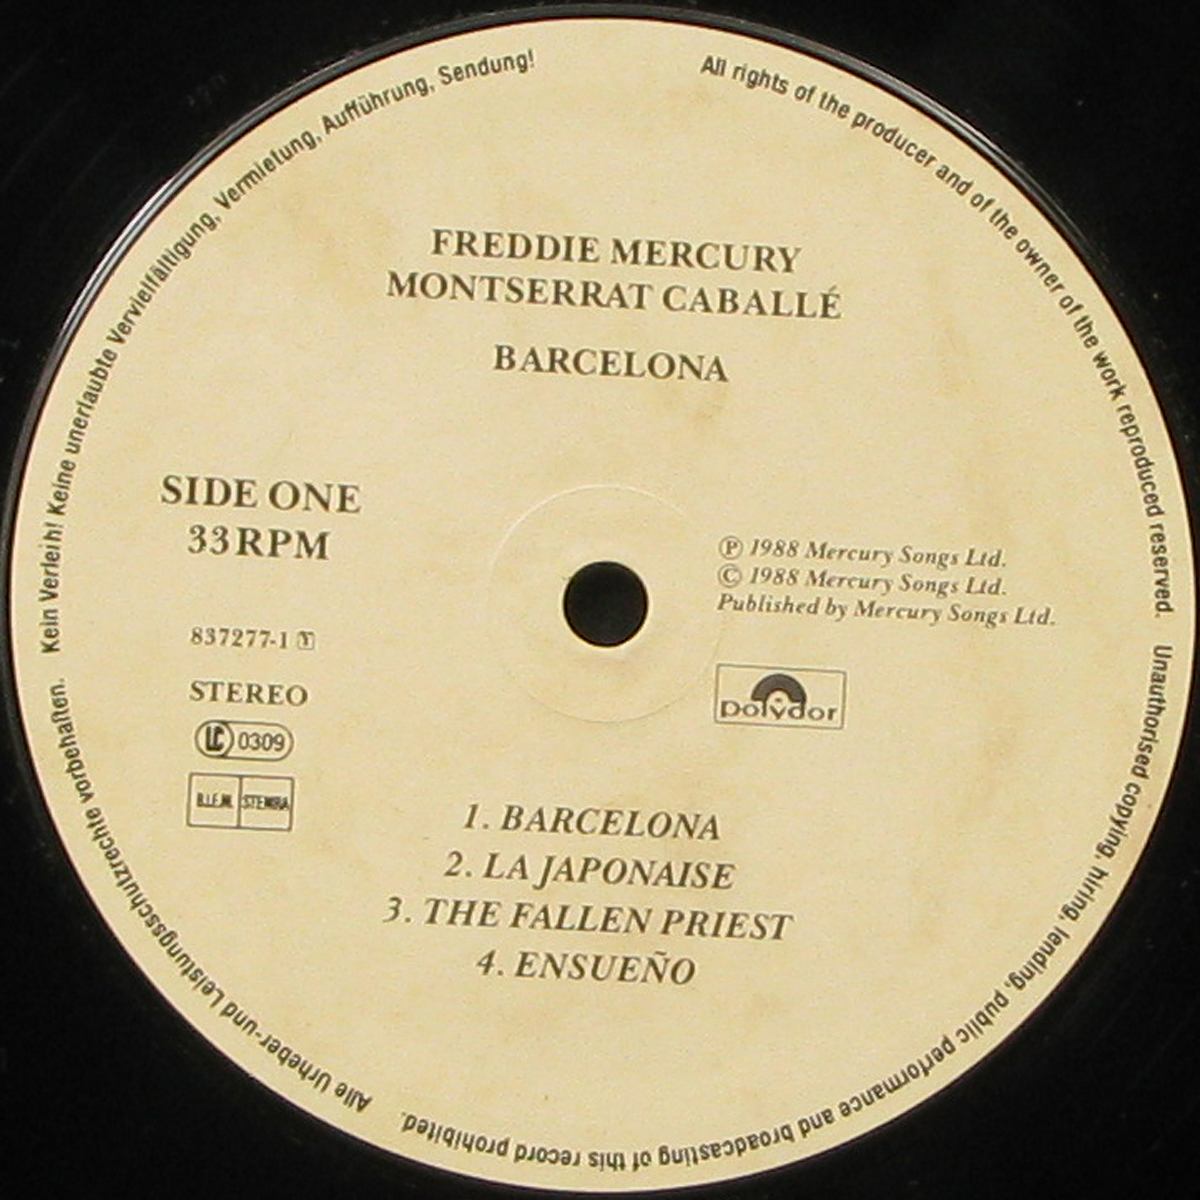 Alle Urheber-und Leistungsschutzrechte vorbehalten. Kein Verleih! Keine unerlaubte Vervielfältigung, Vermietung, Aufführung, Sendung!
All rights of the producer and of the owner of the work reproduced reserved. Unauthorised copying, hiring, lending, public performance and broadcasting of this record prohibited.
FREDDIE MERCURY
MONTSERRAT CABALLÉ
BARCELONA
SIDE ONE
33RPM
837277-1 Y
STEREO
LC 0309
B.I.E.M. STEMRA
Ⓟ 1988 Mercury Songs Ltd.
© 1988 Mercury Songs Ltd.
Published by Mercury Songs Ltd.
polydor
1. BARCELONA
2. LA JAPONAISE
3. THE FALLEN PRIEST
4. ENSUEÑO